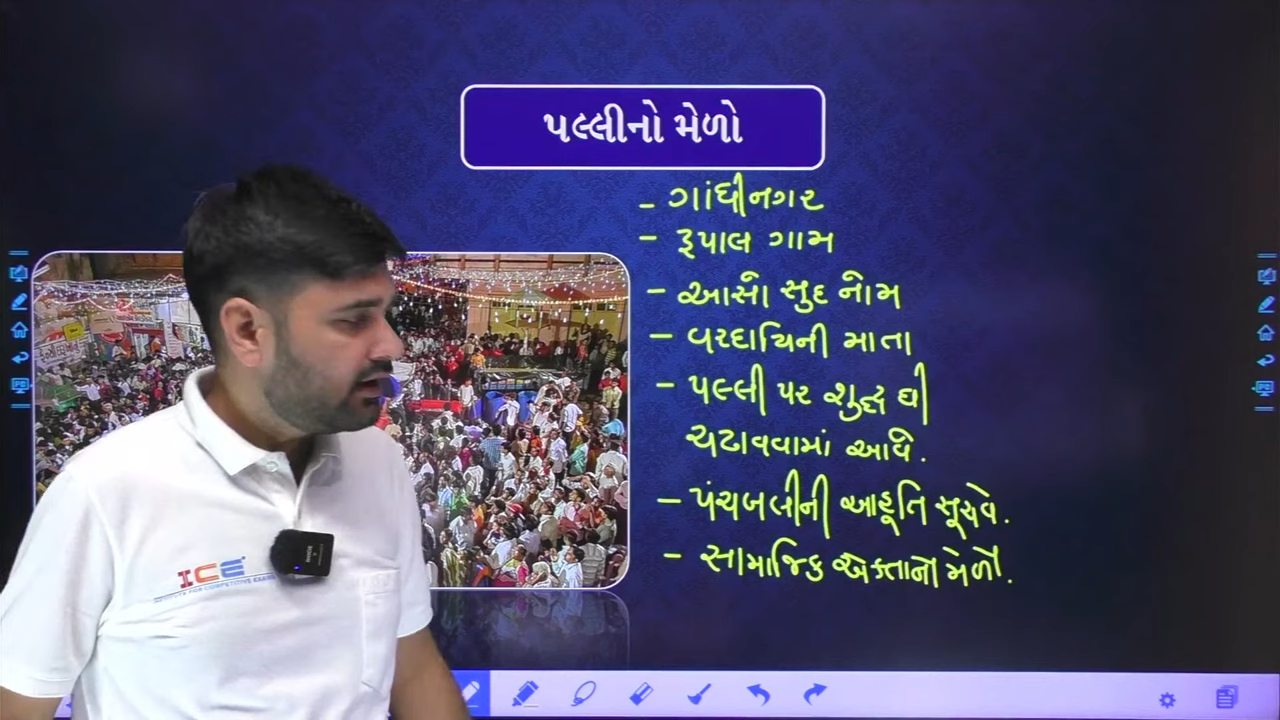 પલ્લીનો મેળો
- ગાંધીનગર
- રૂપાલ ગામ
- આસો સુદ નોમ
- વરદાયિની માતા
- પલ્લી પર શુદ્ધ ઘી
ચઢાવવામાં આવે.
- પંચબલીની આહૂતિ સૂચવે.
- સામાજિક એકતાનો મેળો.
ICE